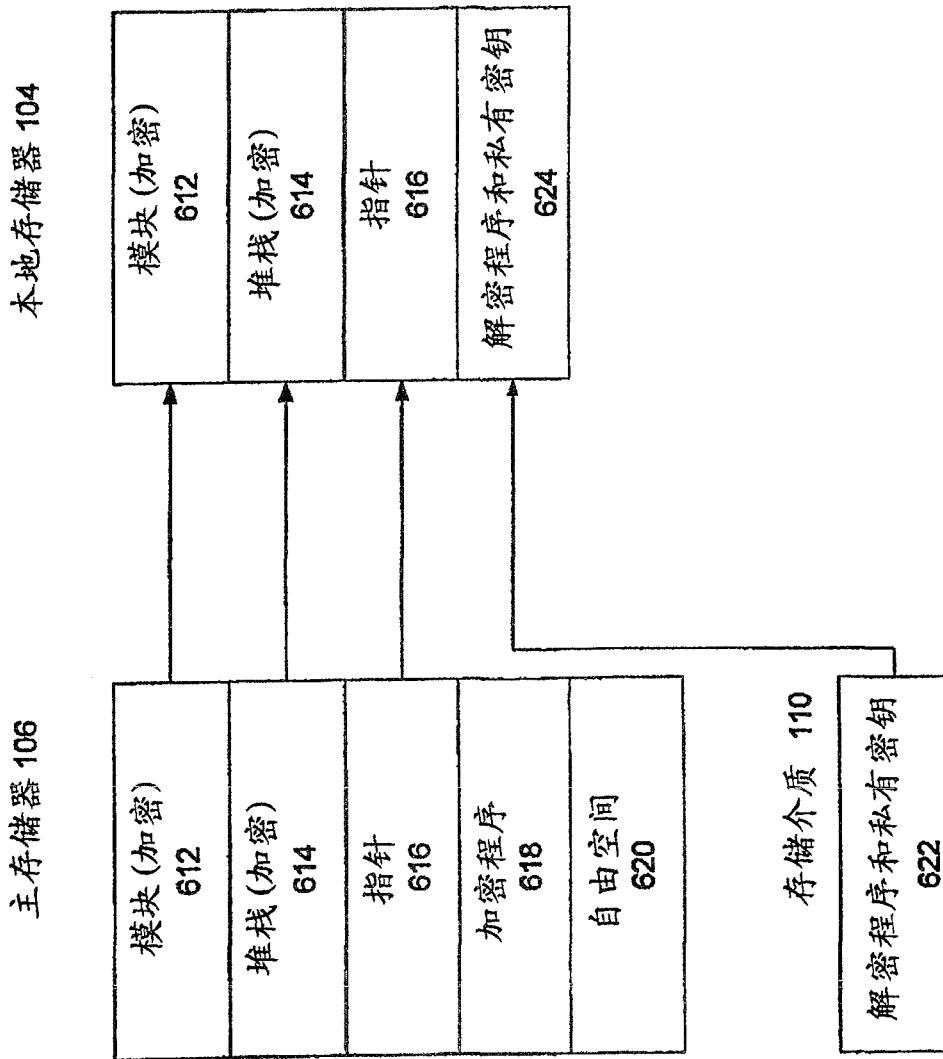 主存储器 106
模块(加密)
612
堆栈(加密)
614
指针
616
加密程序
618
自由空间
620
存储介质 110
解密程序和私有密钥
622
本地存储器 104
模块(加密)
612
堆栈(加密)
614
指针
616
解密程序和私有密钥
624